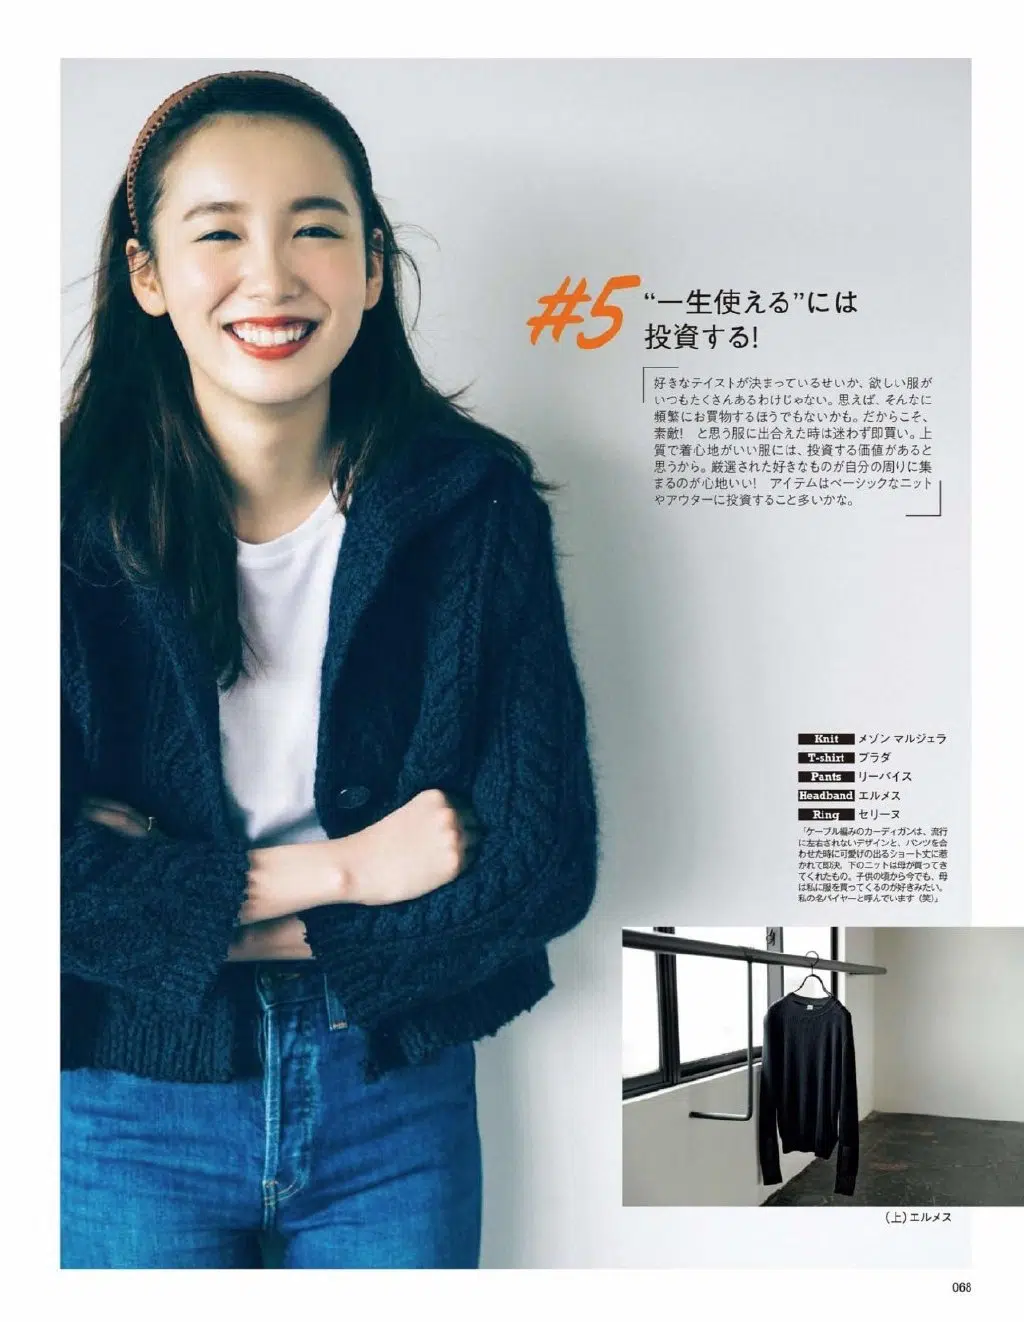 #5
“一生使える”には
投資する!
好きなテイストが決まっているせいか、欲しい服が
いつもたくさんあるわけじゃない。思えば、そんなに
頻繁にお買物するほうでもないかも。だからこそ、
素敵!　と思う服に出合えた時は迷わず即買い。上
質で着心地がいい服には、投資する価値があると
思うから。厳選された好きなものが自分の周りに集
まるのが心地いい!　アイテムはベーシックなニット
やアウターに投資すること多いかな。
Knit メゾン マルジェラ
T-shirt プラダ
Pants リーバイス
Headband エルメス
Ring セリーヌ
「ケーブル編みのカーディガンは、流行
に左右されないデザインと、パンツを合
わせた時に可愛げの出るショート丈に惹
かれて即決。下のニットは母が買ってき
てくれたもの。子供の頃から今でも、母
は私に服を買ってくるのが好きみたい。
私の名バイヤーと呼んでいます（笑）」
（上）エルメス
068